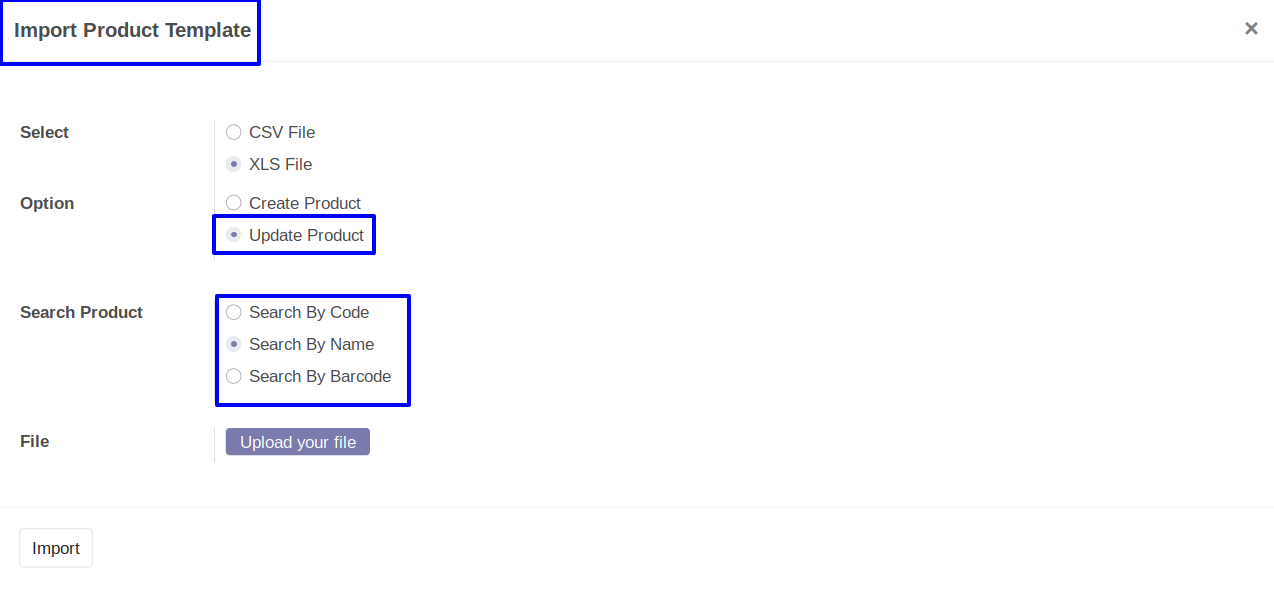 Import Product Template
×
Select
CSV File
XLS File
Option
Create Product
Update Product
Search Product
Search By Code
Search By Name
Search By Barcode
File
Upload your file
Import